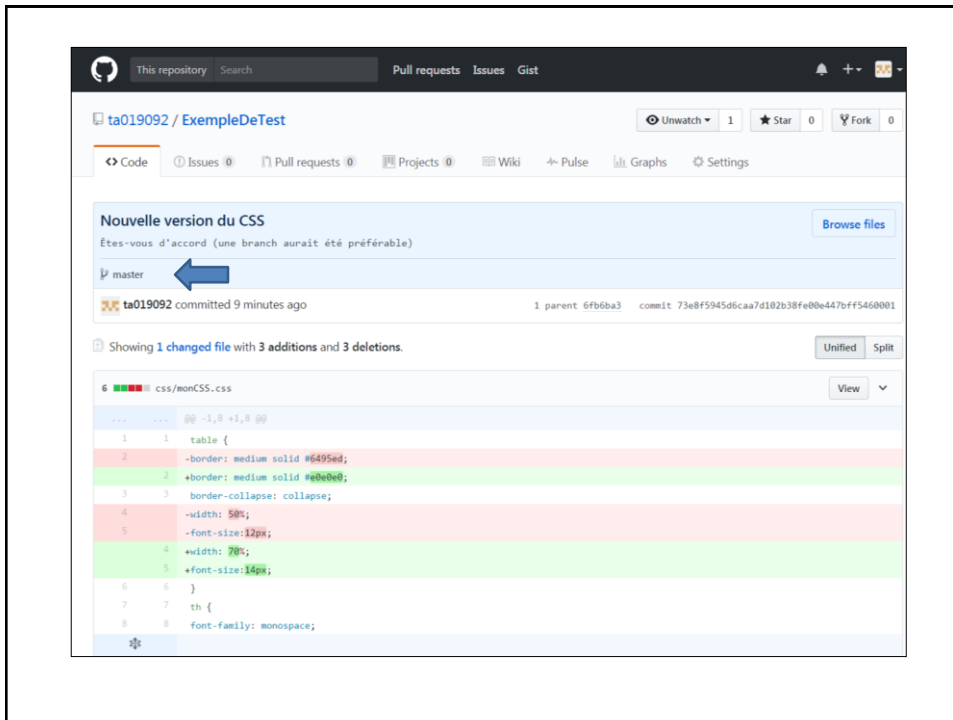 This repository Search Pull requests Issues Gist
ta019092 / ExempleDeTest Unwatch 1 Star 0 Fork 0
Code Issues 0 Pull requests 0 Projects 0 Wiki Pulse Graphs Settings
Nouvelle version du CSS Browse files
Êtes-vous d'accord (une branch aurait été préférable)
master
ta019092 committed 9 minutes ago 1 parent 6fb6ba3 commit 73e8f5945d6caa7d102b38fe00e447bff5460001
Showing 1 changed file with 3 additions and 3 deletions. Unified Split
6 css/monCSS.css View
... ... @@ -1,8 +1,8 @@
1 1 table {
2 -border: medium solid #6495ed;
2 +border: medium solid #e0e0e0;
3 3 border-collapse: collapse;
4 -width: 50%;
5 -font-size:12px;
4 +width: 70%;
5 +font-size:14px;
6 6 }
7 7 th {
8 8 font-family: monospace;